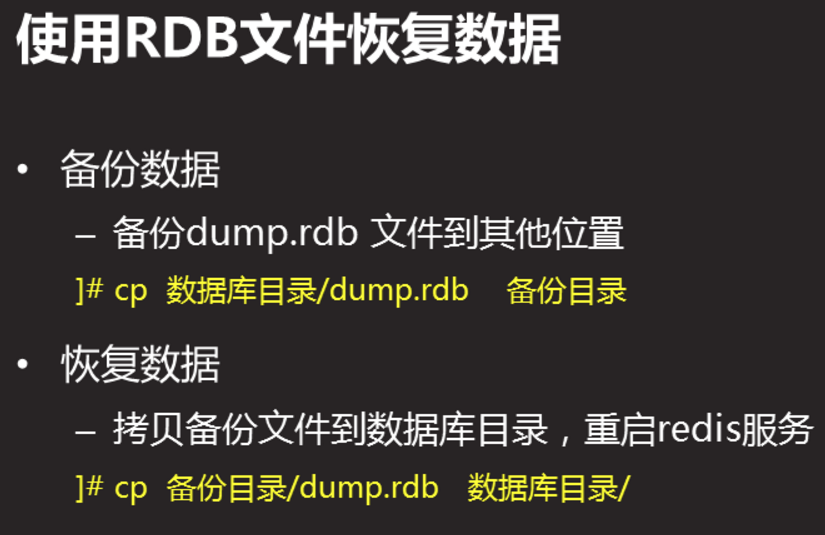 使用RDB文件恢复数据
• 备份数据
– 备份dump.rdb 文件到其他位置
]# cp 数据库目录/dump.rdb 备份目录
• 恢复数据
– 拷贝备份文件到数据库目录，重启redis服务
]# cp 备份目录/dump.rdb 数据库目录/